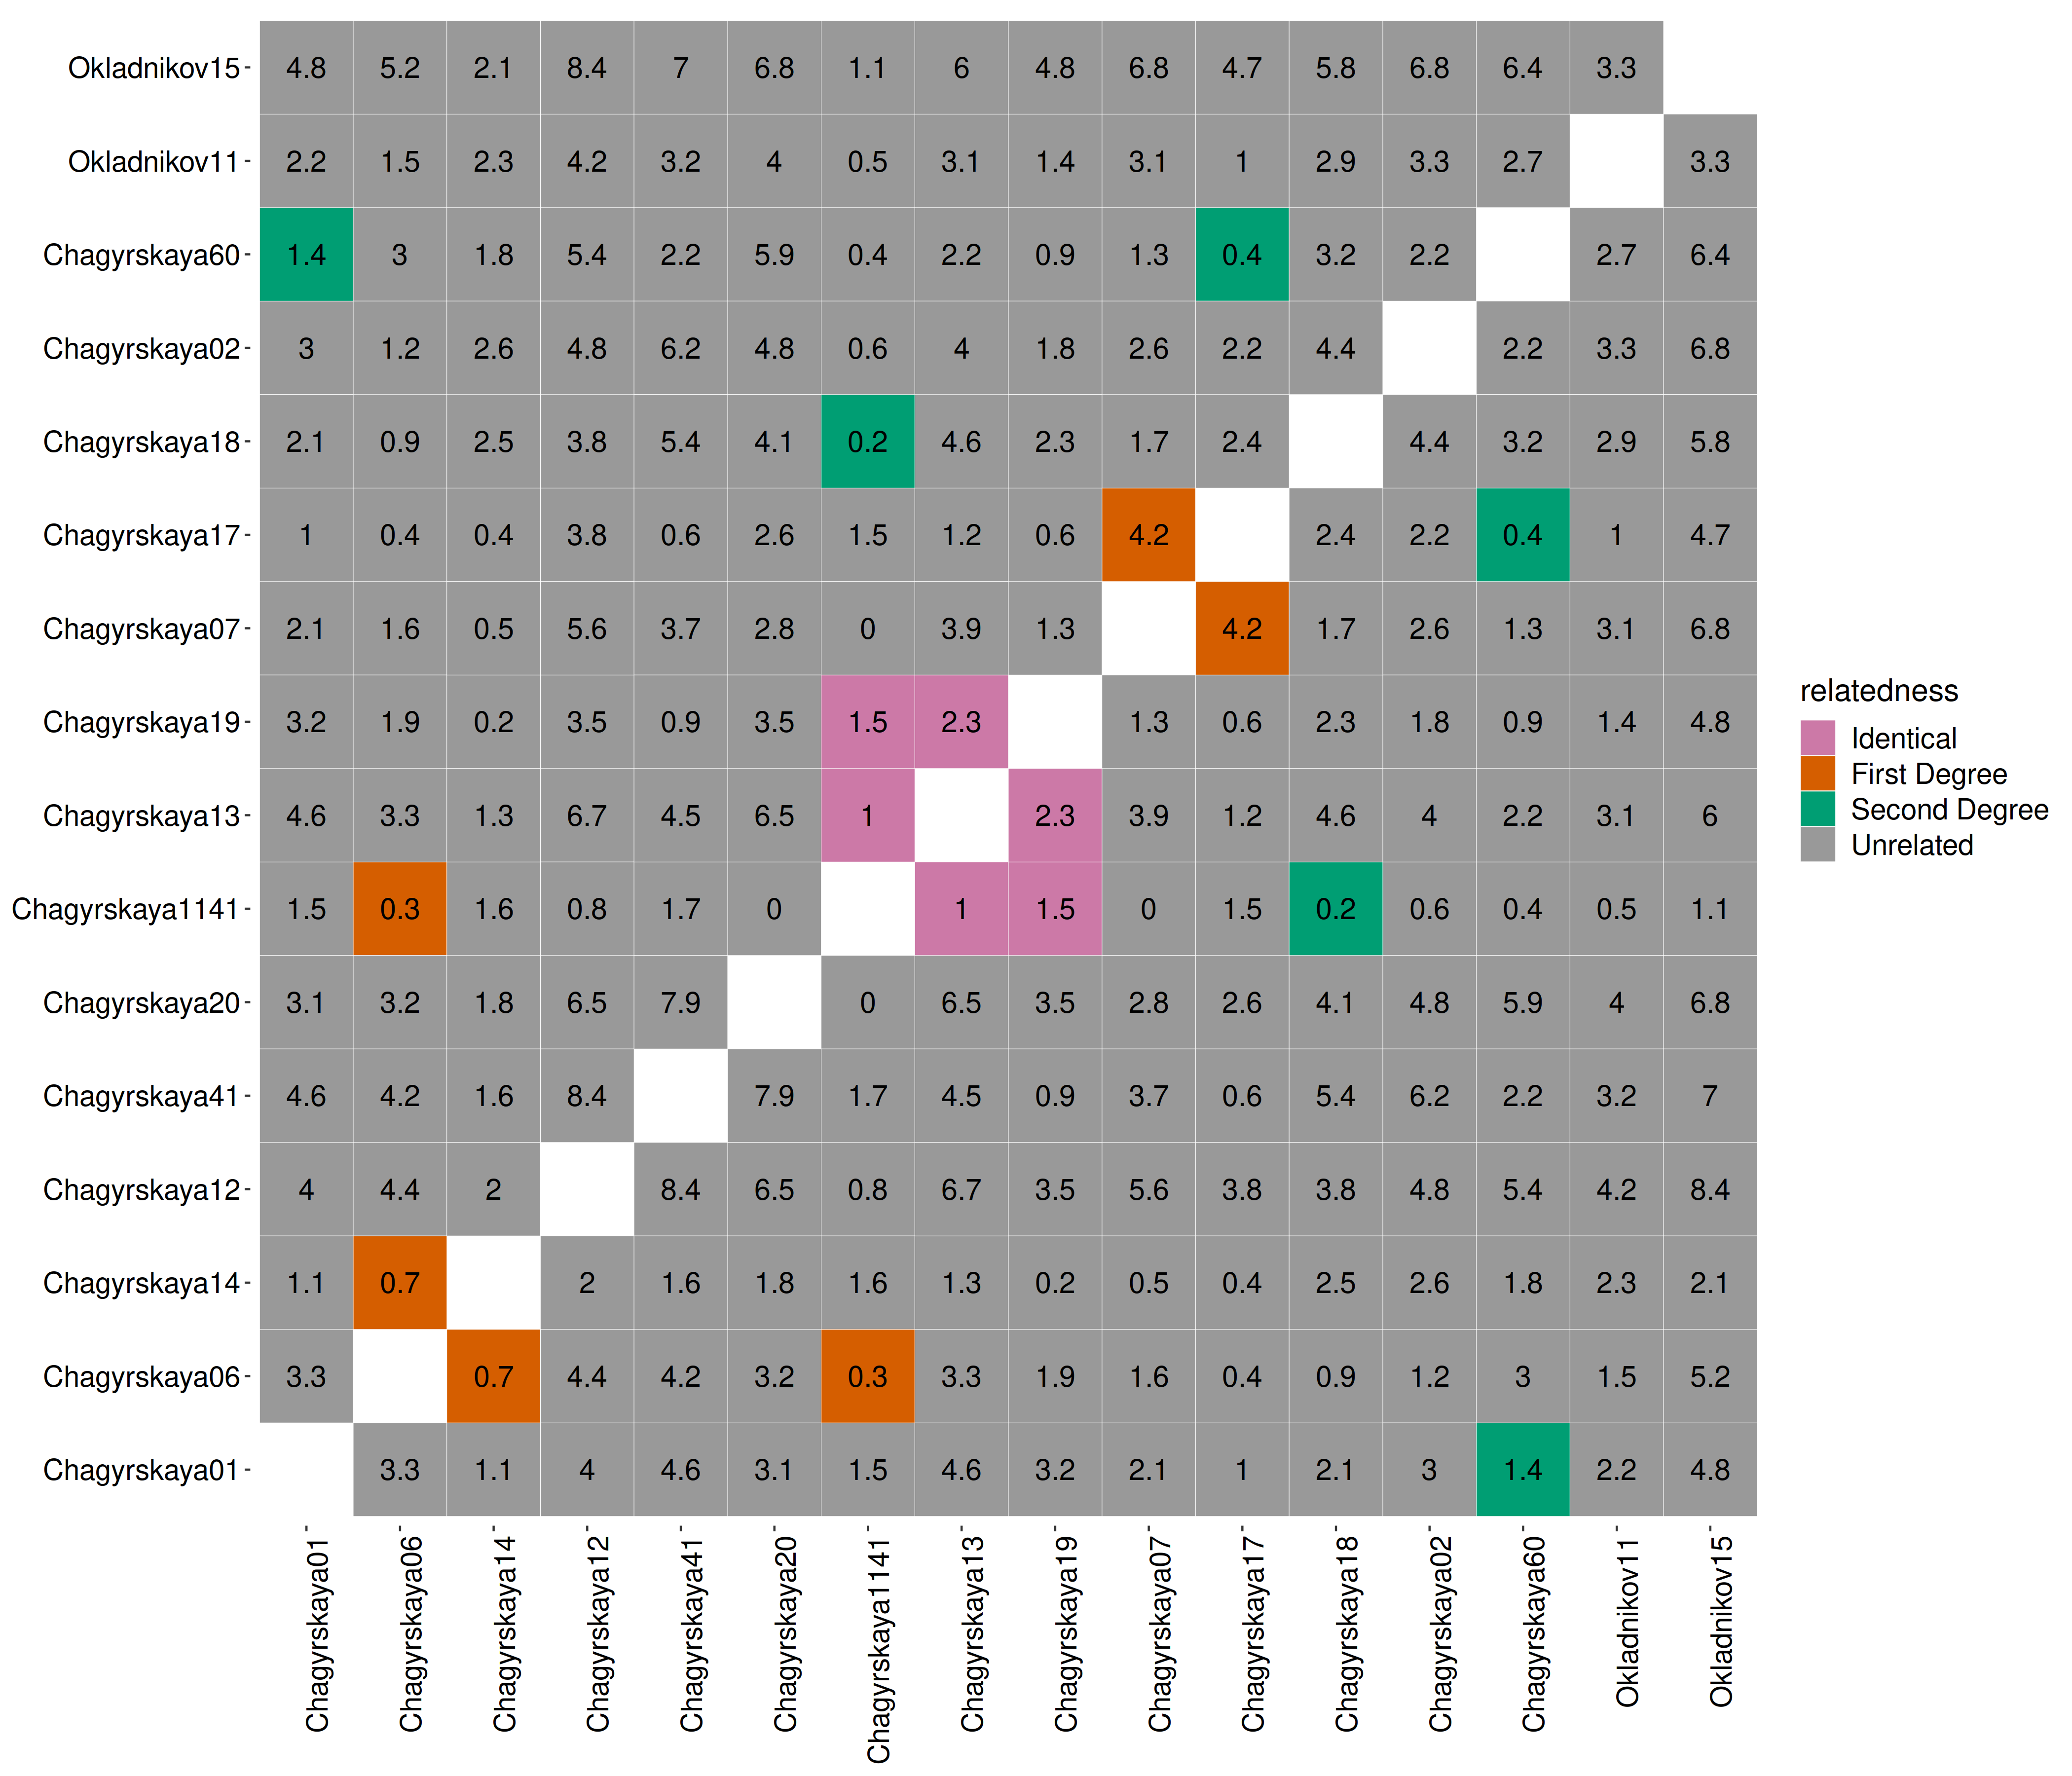 Okladnikov15 4.8 5.2 2.1 8.4 7 6.8 1.1 6 4.8 6.8 4.7 5.8 6.8 6.4 3.3
Okladnikov11 2.2 1.5 2.3 4.2 3.2 4 0.5 3.1 1.4 3.1 1 2.9 3.3 2.7 3.3
Chagyrskaya60 1.4 3 1.8 5.4 2.2 5.9 0.4 2.2 0.9 1.3 0.4 3.2 2.2 2.7 6.4
Chagyrskaya02 3 1.2 2.6 4.8 6.2 4.8 0.6 4 1.8 2.6 2.2 4.4 2.2 3.3 6.8
Chagyrskaya18 2.1 0.9 2.5 3.8 5.4 4.1 0.2 4.6 2.3 1.7 2.4 4.4 3.2 2.9 5.8
Chagyrskaya17 1 0.4 0.4 3.8 0.6 2.6 1.5 1.2 0.6 4.2 2.4 2.2 0.4 1 4.7
Chagyrskaya07 2.1 1.6 0.5 5.6 3.7 2.8 0 3.9 1.3 4.2 1.7 2.6 1.3 3.1 6.8
Chagyrskaya19 3.2 1.9 0.2 3.5 0.9 3.5 1.5 2.3 1.3 0.6 2.3 1.8 0.9 1.4 4.8
Chagyrskaya13 4.6 3.3 1.3 6.7 4.5 6.5 1 2.3 3.9 1.2 4.6 4 2.2 3.1 6
Chagyrskaya1141 1.5 0.3 1.6 0.8 1.7 0 1 1.5 0 1.5 0.2 0.6 0.4 0.5 1.1
Chagyrskaya20 3.1 3.2 1.8 6.5 7.9 0 6.5 3.5 2.8 2.6 4.1 4.8 5.9 4 6.8
Chagyrskaya41 4.6 4.2 1.6 8.4 7.9 1.7 4.5 0.9 3.7 0.6 5.4 6.2 2.2 3.2 7
Chagyrskaya12 4 4.4 2 8.4 6.5 0.8 6.7 3.5 5.6 3.8 3.8 4.8 5.4 4.2 8.4
Chagyrskaya14 1.1 0.7 2 1.6 1.8 1.6 1.3 0.2 0.5 0.4 2.5 2.6 1.8 2.3 2.1
Chagyrskaya06 3.3 0.7 4.4 4.2 3.2 0.3 3.3 1.9 1.6 0.4 0.9 1.2 3 1.5 5.2
Chagyrskaya01 3.3 1.1 4 4.6 3.1 1.5 4.6 3.2 2.1 1 2.1 3 1.4 2.2 4.8
Chagyrskaya01
Chagyrskaya06
Chagyrskaya14
Chagyrskaya12
Chagyrskaya41
Chagyrskaya20
Chagyrskaya1141
Chagyrskaya13
Chagyrskaya19
Chagyrskaya07
Chagyrskaya17
Chagyrskaya18
Chagyrskaya02
Chagyrskaya60
Okladnikov11
Okladnikov15
relatedness
Identical
First Degree
Second Degree
Unrelated